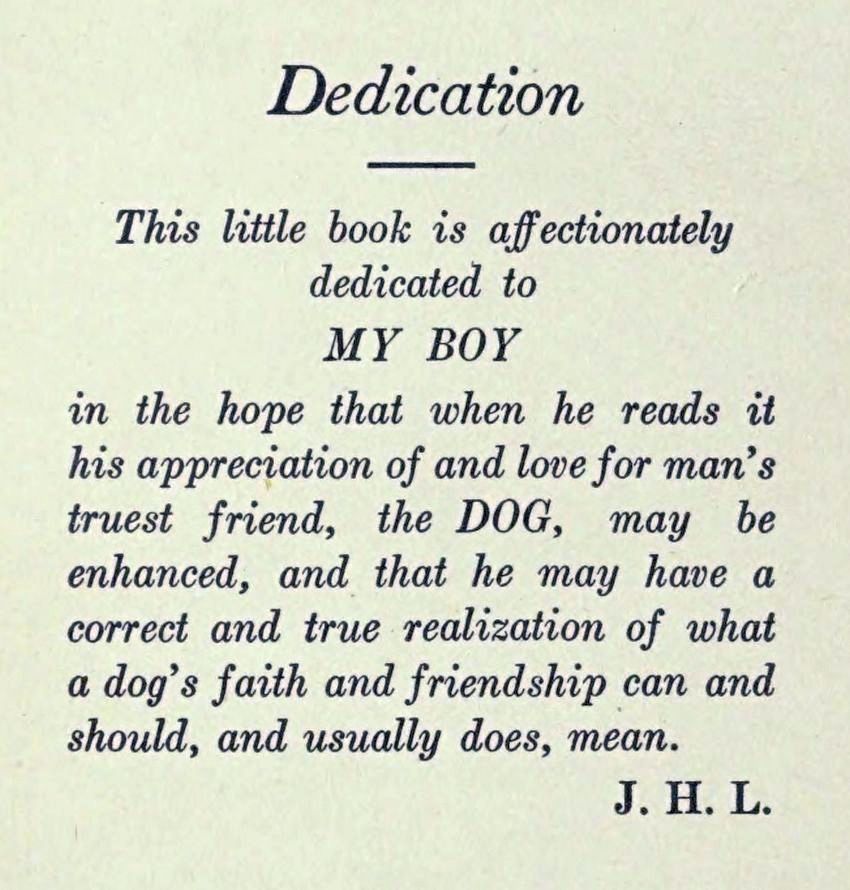 Dedication
This little book is affectionately
dedicated to
MY BOY
in the hope that when he reads it
his appreciation of and love for man's
truest friend, the DOG, may be
enhanced, and that he may have a
correct and true realization of what
a dog's faith and friendship can and
should, and usually does, mean.
J. H. L.